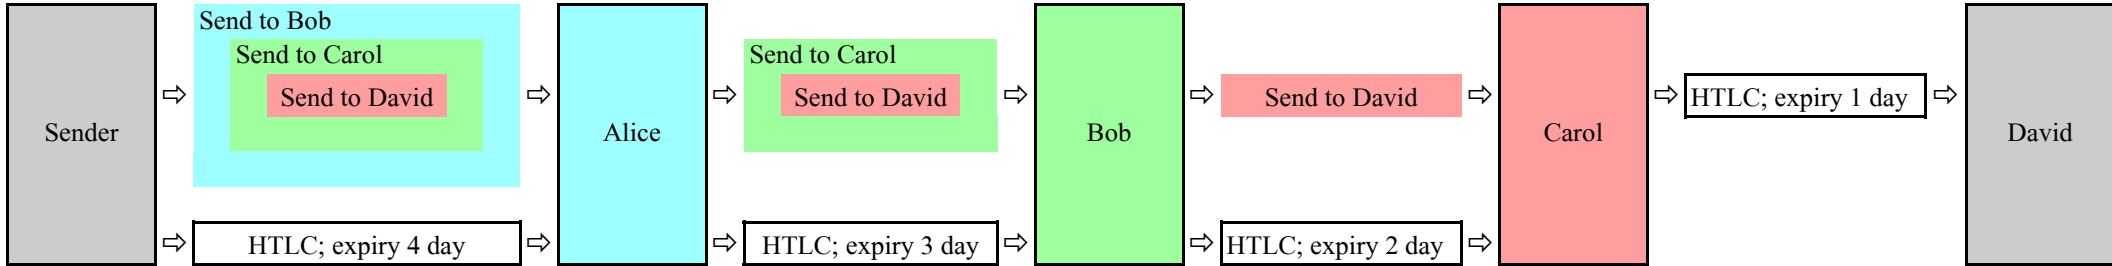 Sender
Send to Bob
Send to Carol
Send to David
HTLC; expiry 4 day
Alice
Send to Carol
Send to David
HTLC; expiry 3 day
Bob
Send to David
HTLC; expiry 2 day
Carol
HTLC; expiry 1 day
David